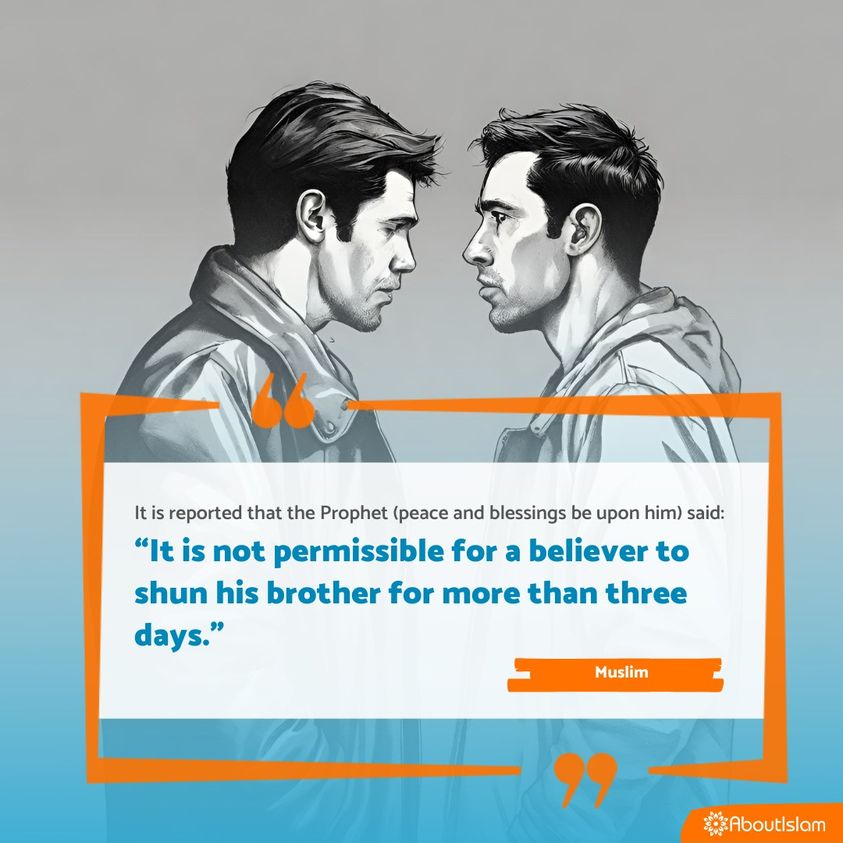 It is reported that the Prophet (peace and blessings be upon him) said:
“It is not permissible for a believer to
shun his brother for more than three
days.”
Muslim
AboutIslam